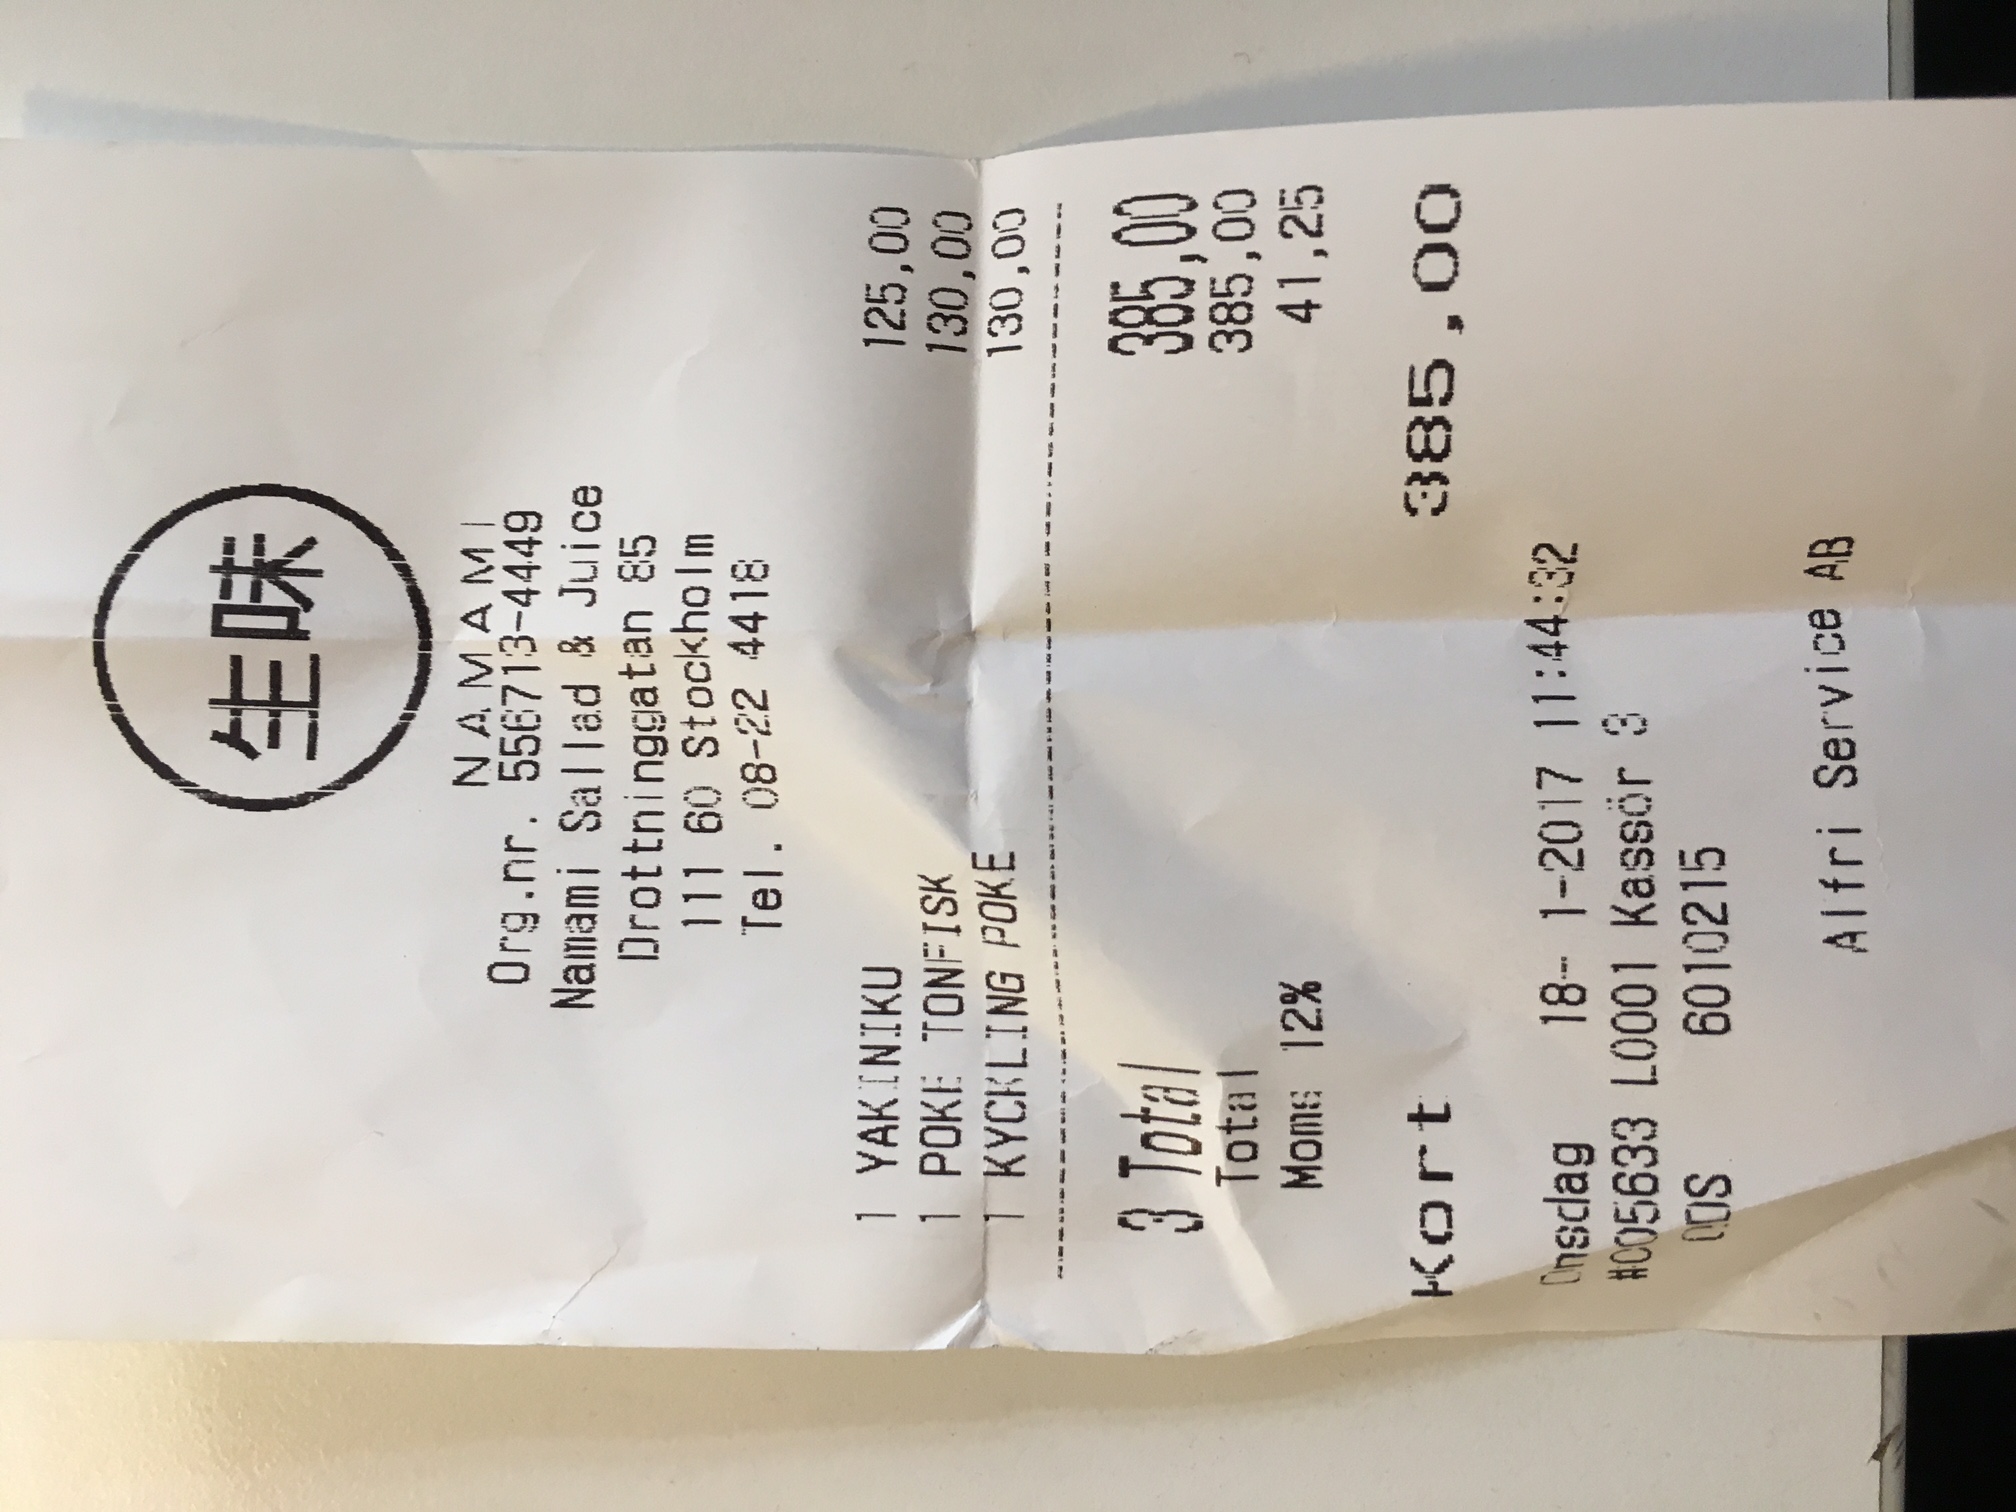 生味
NAMAMI
Org.nr. 556713-4449
Namami Sallad & Juice
Drottninggatan 85
111 60 Stockholm
Tel. 08-22 4418
1 YAKINIKU 125,00
1 POKE TONFISK 130,00
1 KYCKLING POKE 130,00
3 Total 385,00
Total 385,00
Moms 12% 41,25
Kort 385,00
Onsdag 18- 1-2017 11:44:32
#005633 L0001 Kassör 3
6010215
Alfri Service AB